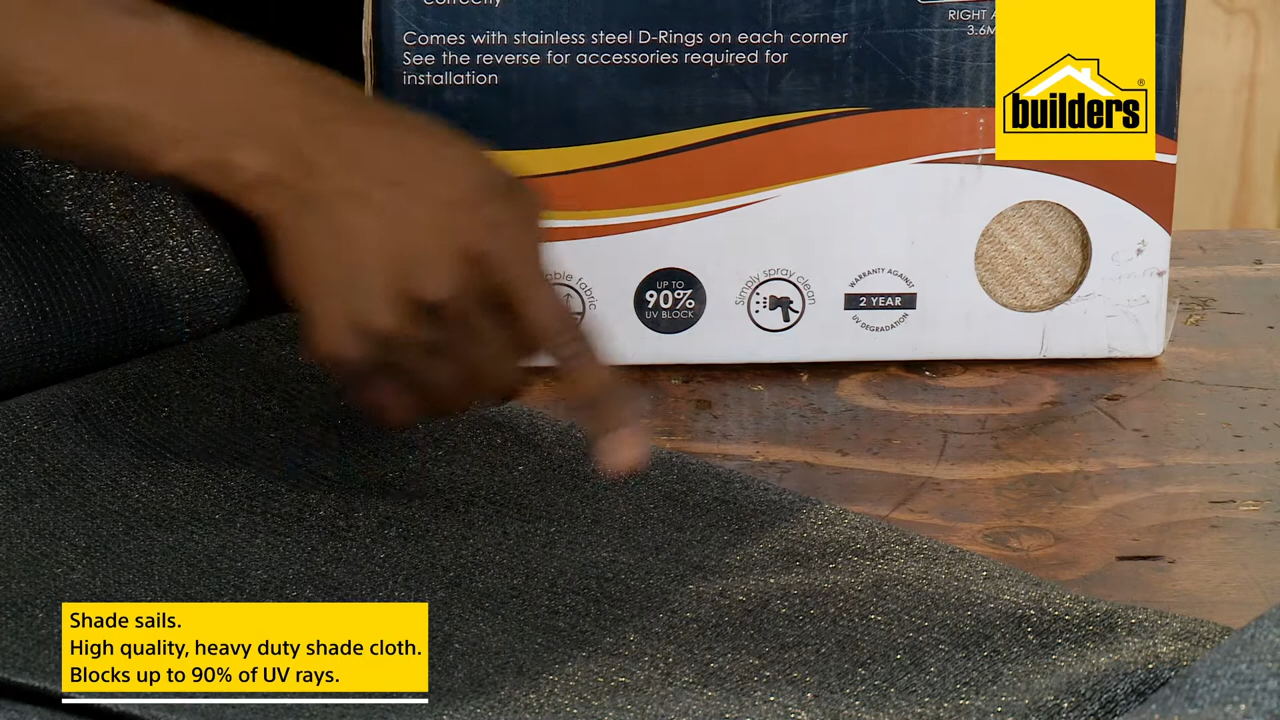 correctly
Comes with stainless steel D-Rings on each corner
See the reverse for accessories required for
installation
RIGHT
3.6M
builders®
fabric
UP TO
90%
UV BLOCK
Simply spray clean
WARRANTY AGAINST
2 YEAR
UV DEGRADATION
Shade sails.
High quality, heavy duty shade cloth.
Blocks up to 90% of UV rays.